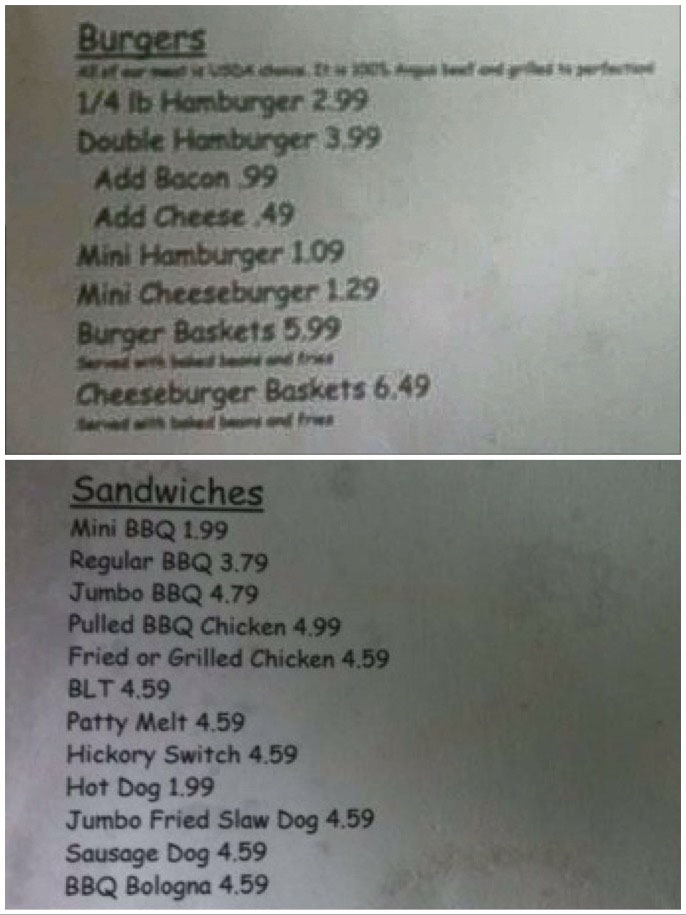 Burgers
All of our meat is USDA choice. It is 100% Angus beef and grilled to perfection!
1/4 lb Hamburger 2.99
Double Hamburger 3.99
Add Bacon .99
Add Cheese .49
Mini Hamburger 1.09
Mini Cheeseburger 1.29
Burger Baskets 5.99
Served with baked beans and fries
Cheeseburger Baskets 6.49
Served with baked beans and fries
Sandwiches
Mini BBQ 1.99
Regular BBQ 3.79
Jumbo BBQ 4.79
Pulled BBQ Chicken 4.99
Fried or Grilled Chicken 4.59
BLT 4.59
Patty Melt 4.59
Hickory Switch 4.59
Hot Dog 1.99
Jumbo Fried Slaw Dog 4.59
Sausage Dog 4.59
BBQ Bologna 4.59